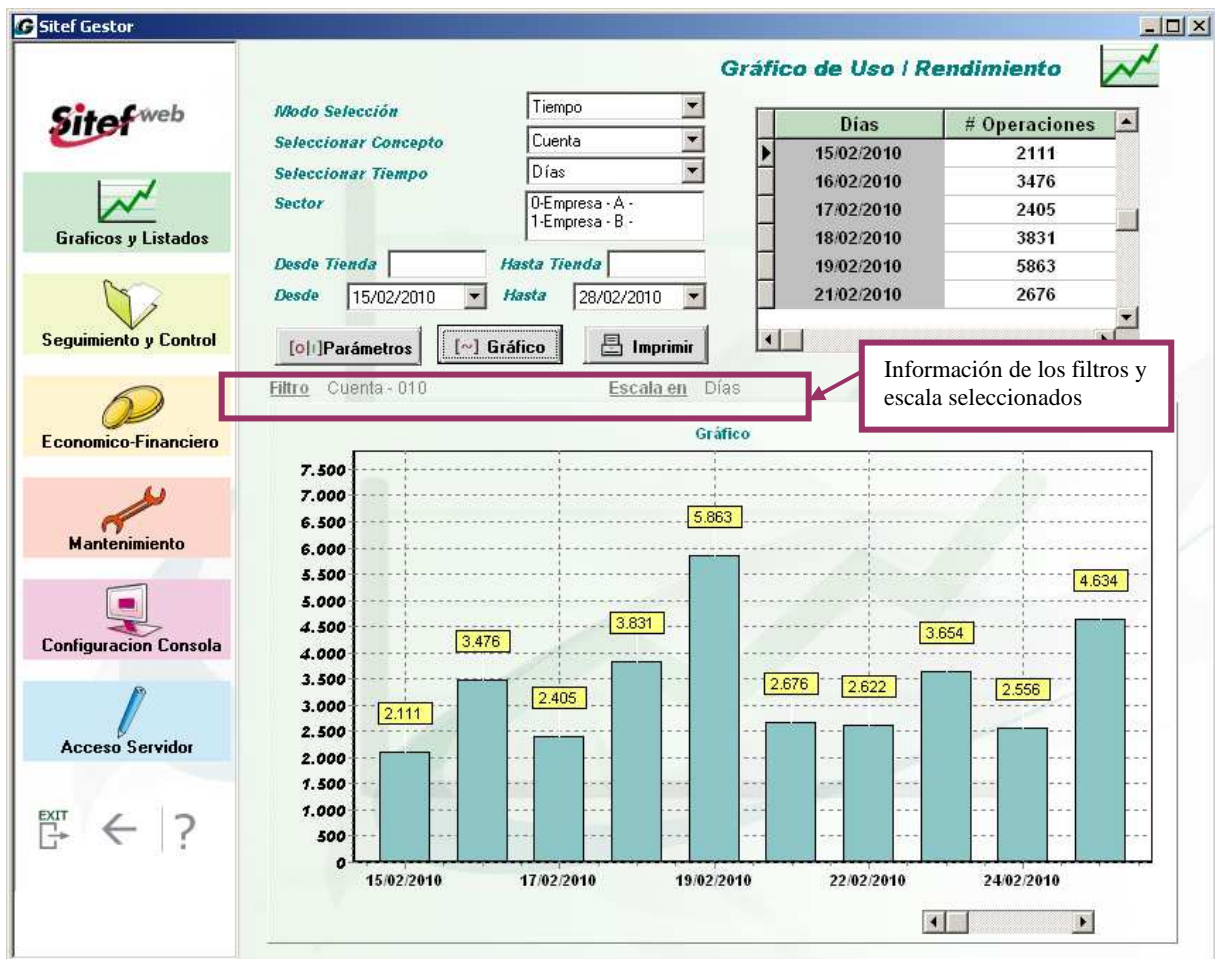 Sitef Gestor
Sitef web
Graficos y Listados
Seguimiento y Control
Economico-Financiero
Mantenimiento
Configuracion Consola
Acceso Servidor
EXIT
?
Gráfico de Uso / Rendimiento
Modo Selección Tiempo
Seleccionar Concepto Cuenta
Seleccionar Tiempo Días
Sector 0-Empresa - A -
1-Empresa - B -
Desde Tienda Hasta Tienda
Desde 15/02/2010 Hasta 28/02/2010
[o|ı]Parámetros [~] Gráfico Imprimir
Días # Operaciones
15/02/2010 2111
16/02/2010 3476
17/02/2010 2405
18/02/2010 3831
19/02/2010 5863
21/02/2010 2676
Filtro Cuenta - 010 Escala en Días
Información de los filtros y
escala seleccionados
Gráfico
7.500
7.000
6.500
6.000
5.500
5.000
4.500
4.000
3.500
3.000
2.500
2.000
1.500
1.000
500
0
2.111
3.476
2.405
3.831
5.863
2.676
2.622
3.654
2.556
4.634
15/02/2010 17/02/2010 19/02/2010 22/02/2010 24/02/2010